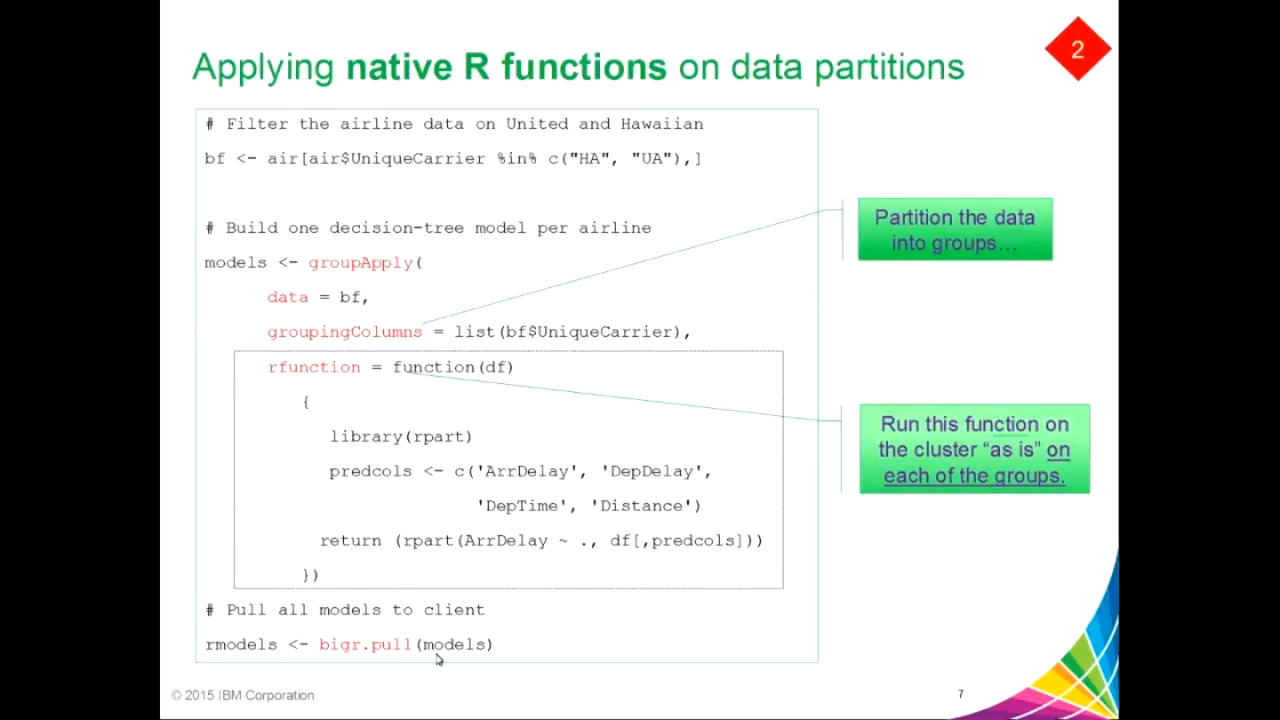 Applying native R functions on data partitions
2
# Filter the airline data on United and Hawaiian
bf <- air[air$UniqueCarrier %in% c("HA", "UA"),]
# Build one decision-tree model per airline
models <- groupApply(
data = bf,
groupingColumns = list(bf$UniqueCarrier),
rfunction = function(df)
{
library(rpart)
predcols <- c('ArrDelay', 'DepDelay',
'DepTime', 'Distance')
return (rpart(ArrDelay ~ ., df[,predcols]))
})
# Pull all models to client
rmodels <- bigr.pull(models)
Partition the data
into groups…
Run this function on
the cluster “as is” on
each of the groups.
© 2015 IBM Corporation
7